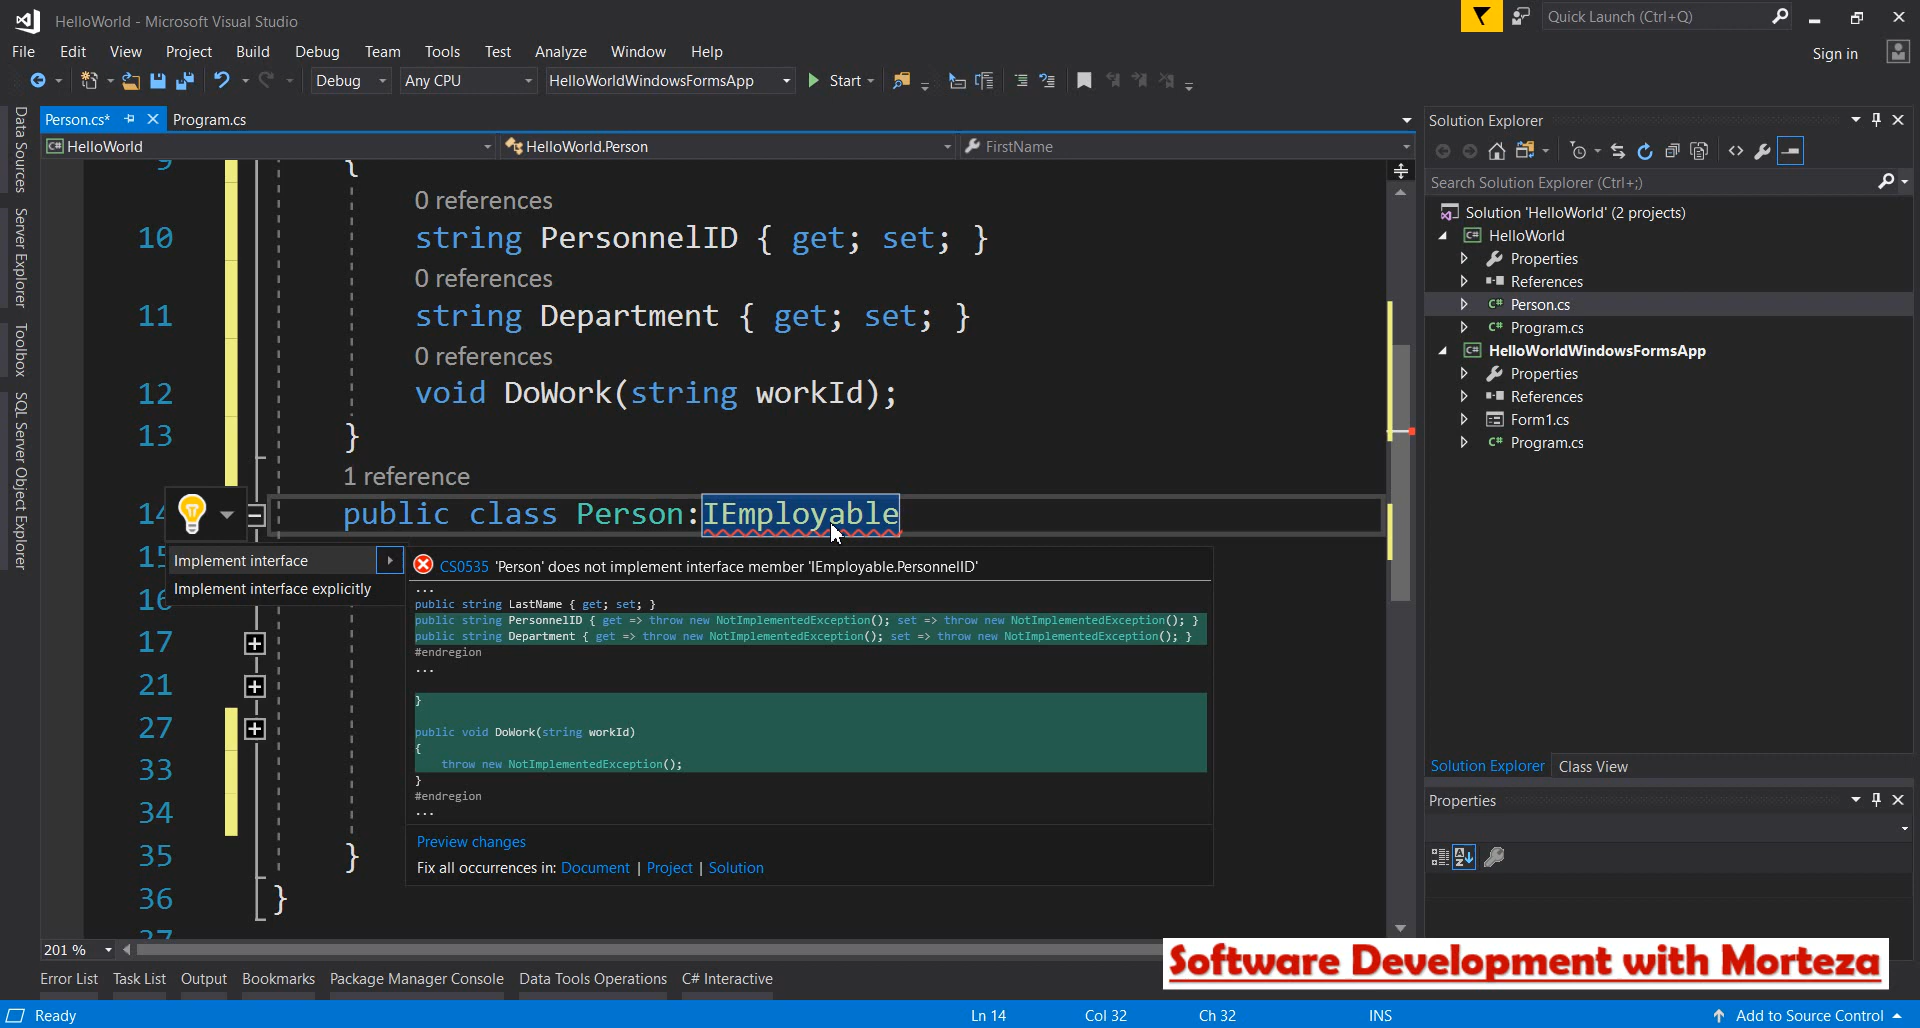 HelloWorld - Microsoft Visual Studio
Quick Launch (Ctrl+Q)
File Edit View Project Build Debug Team Tools Test Analyze Window Help
Sign in
Debug Any CPU HelloWorldWindowsFormsApp Start
Data Sources
Server Explorer
Toolbox
SQL Server Object Explorer
Person.cs* Program.cs
HelloWorld HelloWorld.Person FirstName
9 {
0 references
10 string PersonnelID { get; set; }
0 references
11 string Department { get; set; }
0 references
12 void DoWork(string workId);
13 }
1 reference
14 public class Person:IEmployable
15
Implement interface
Implement interface explicitly
16
17
21
27
33
34
35 }
36 }
37
CS0535 'Person' does not implement interface member 'IEmployable.PersonnelID'
...
public string LastName { get; set; }
public string PersonnelID { get => throw new NotImplementedException(); set => throw new NotImplementedException(); }
public string Department { get => throw new NotImplementedException(); set => throw new NotImplementedException(); }
#endregion
...
}
public void DoWork(string workId)
{
throw new NotImplementedException();
}
#endregion
...
Preview changes
Fix all occurrences in: Document | Project | Solution
201 %
Solution Explorer
Search Solution Explorer (Ctrl+;)
Solution 'HelloWorld' (2 projects)
C# HelloWorld
Properties
References
C# Person.cs
C# Program.cs
C# HelloWorldWindowsFormsApp
Properties
References
Form1.cs
C# Program.cs
Solution Explorer Class View
Properties
Software Development with Morteza
Error List Task List Output Bookmarks Package Manager Console Data Tools Operations C# Interactive
Ready Ln 14 Col 32 Ch 32 INS Add to Source Control